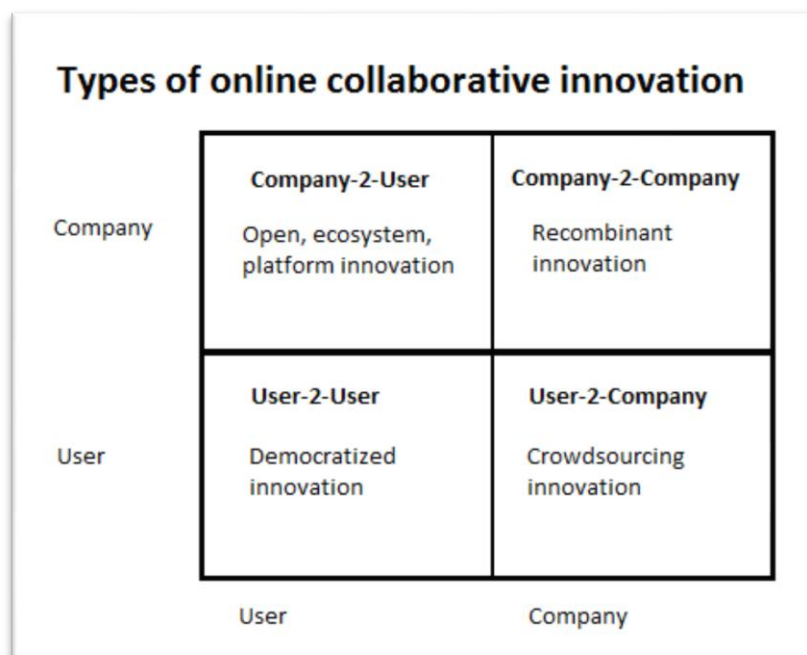 Types of online collaborative innovation
Company
Company-2-User
Open, ecosystem,
platform innovation
Company-2-Company
Recombinant
innovation
User
User-2-User
Democratized
innovation
User-2-Company
Crowdsourcing
innovation
User
Company